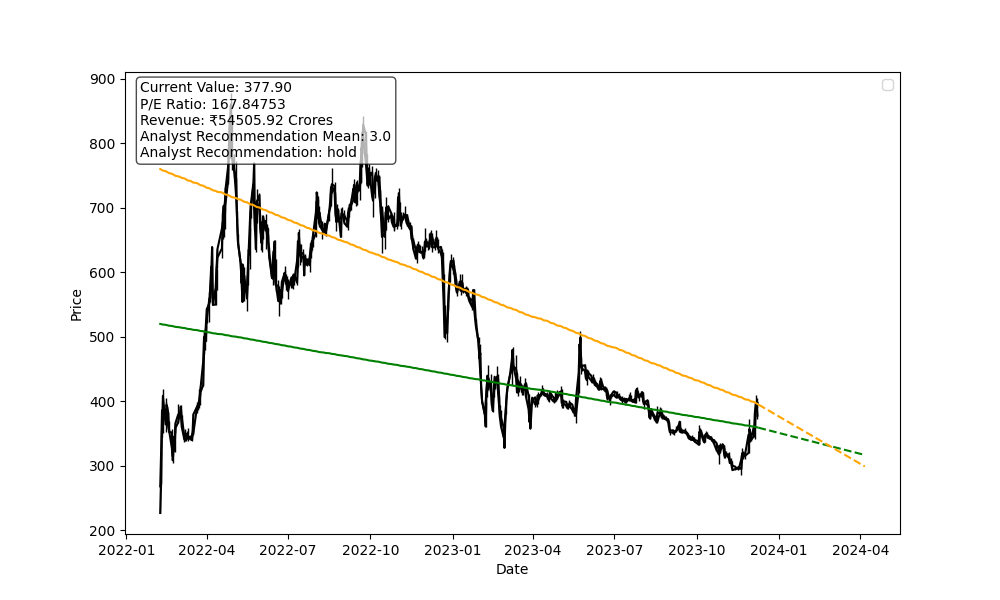 Current Value: 377.90
P/E Ratio: 167.84753
Revenue: ₹54505.92 Crores
Analyst Recommendation Mean: 3.0
Analyst Recommendation: hold
900
800
700
600
500
400
300
200
Price
2022-01 2022-04 2022-07 2022-10 2023-01 2023-04 2023-07 2023-10 2024-01 2024-04
Date